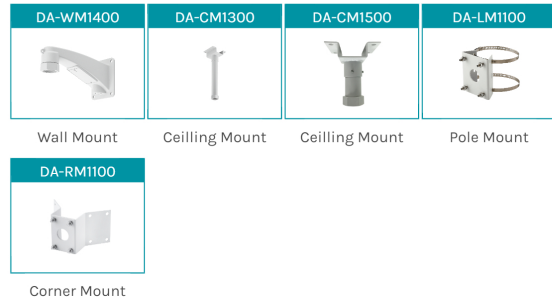 DA-WM1400
DA-CM1300
DA-CM1500
DA-LM1100
Wall Mount
Ceilling Mount
Ceilling Mount
Pole Mount
DA-RM1100
Corner Mount